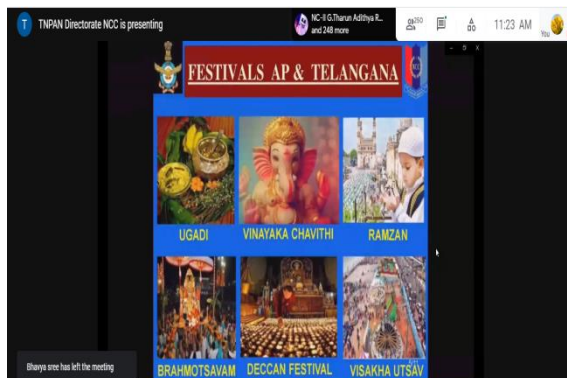 T TNPAN Directorate NCC is presenting
NC-II G.Tharun Adithya R...
and 248 more
250
11:23 AM
You
FESTIVALS AP & TELANGANA
UGADI VINAYAKA CHAVITHI RAMZAN
BRAHMOTSAVAM DECCAN FESTIVAL VISAKHA UTSAV
Bhavya sree has left the meeting